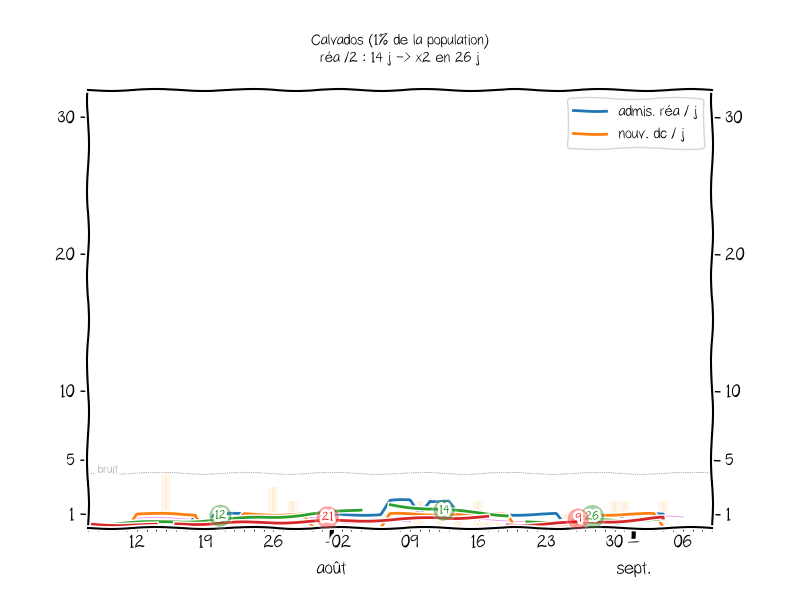 Calvados (1% de la population)
réa /2 : 14 j -> x2 en 26 j
admis. réa / j
nouv. dc / j
30 30
20 20
10 10
5 5
bruit
1 1
12 21 14 9 26
12 19 26 02 09 16 23 30 06
août sept.